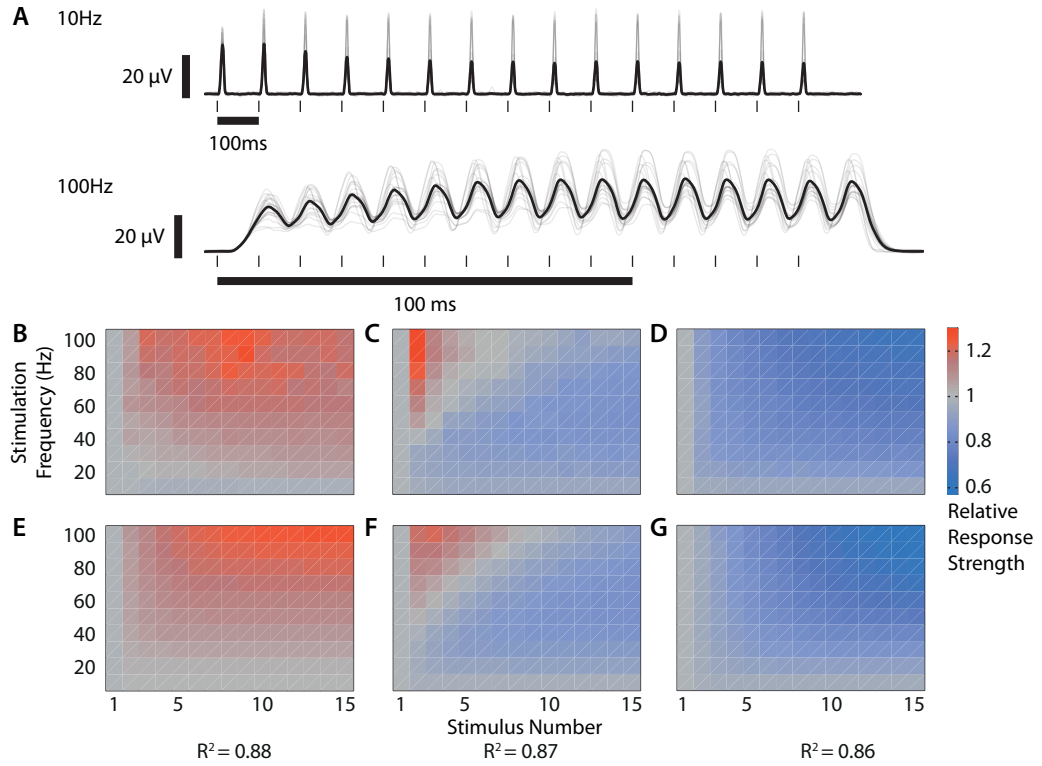 A
10Hz
20 µV
100ms
100Hz
20 µV
100 ms
B
C
D
Stimulation
Frequency (Hz)
100
80
60
40
20
1.2
1
0.8
0.6
Relative
Response
Strength
E
F
G
100
80
60
40
20
1 5 10 15
1 5 10 15
1 5 10 15
Stimulus Number
R² = 0.88
R² = 0.87
R² = 0.86